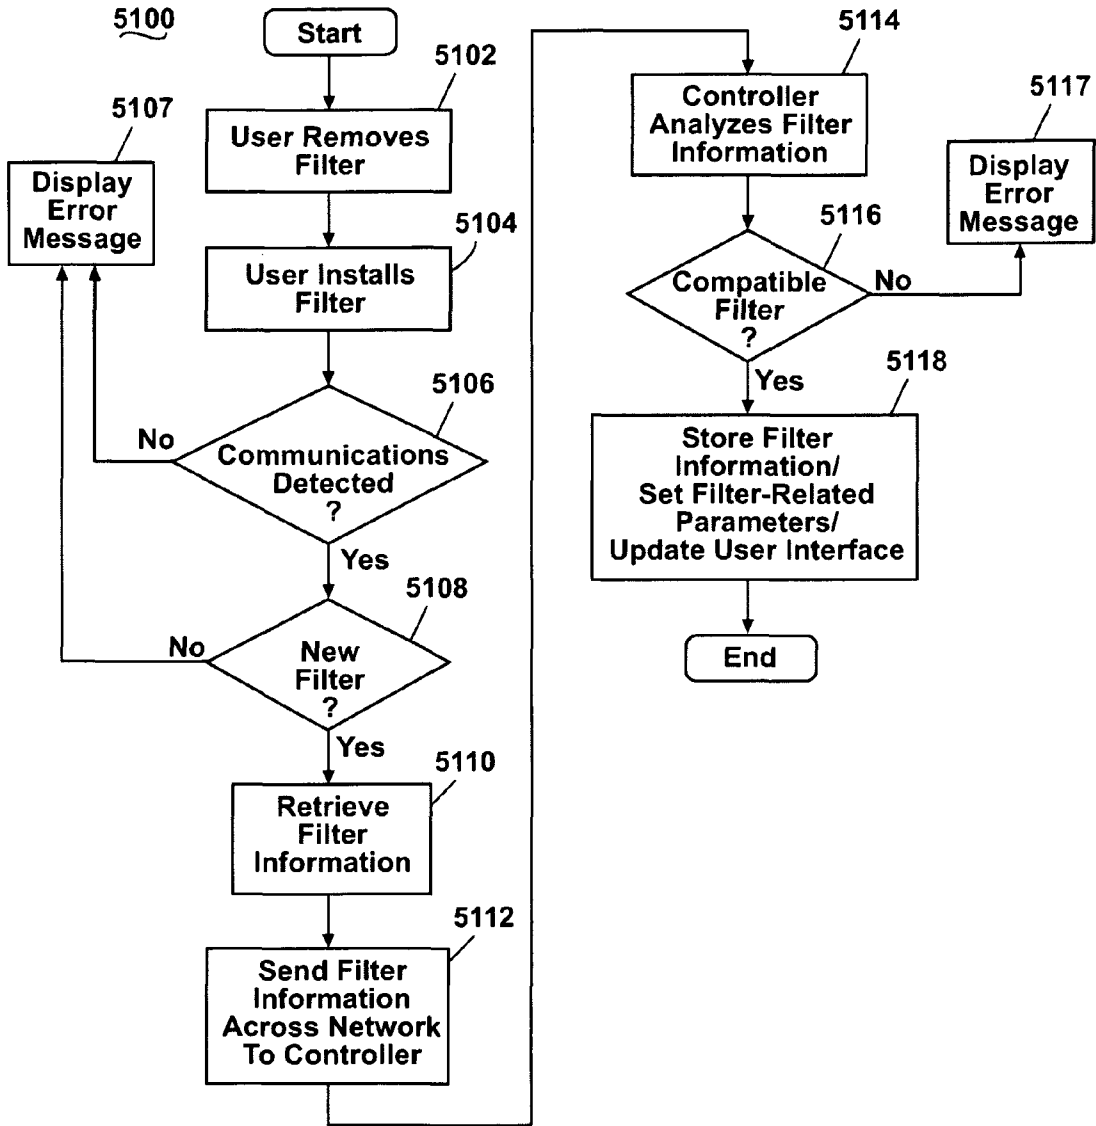 5100
Start
5102
User Removes
Filter
5107
Display
Error
Message
5104
User Installs
Filter
5106
Communications
Detected
?
No
Yes
5108
New
Filter
?
No
Yes
5110
Retrieve
Filter
Information
5112
Send Filter
Information
Across Network
To Controller
5114
Controller
Analyzes Filter
Information
5117
Display
Error
Message
5116
Compatible
Filter
?
No
Yes
5118
Store Filter
Information/
Set Filter-Related
Parameters/
Update User Interface
End